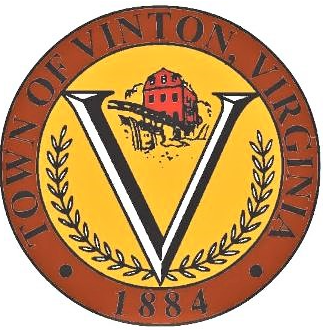 TOWN OF VINTON, VIRGINIA
V
• 1884 •